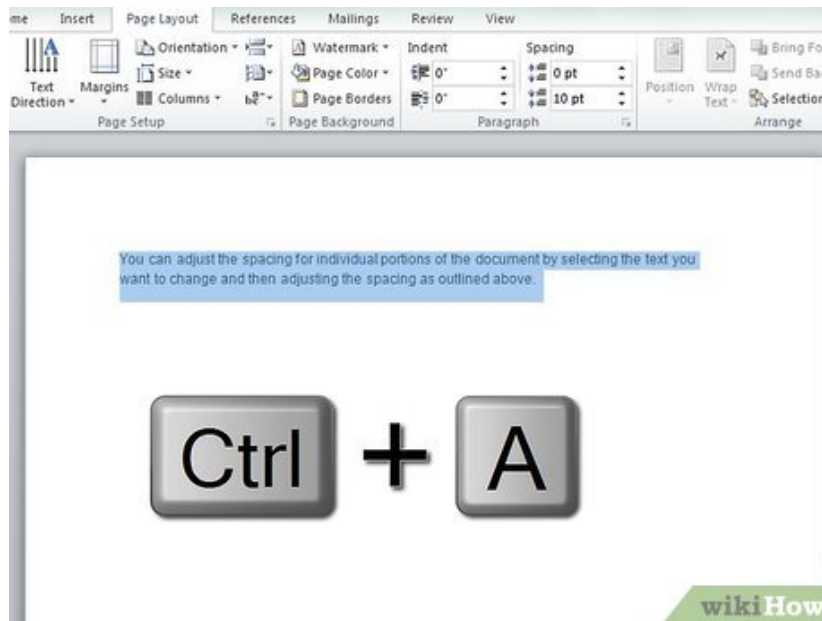 me Insert Page Layout References Mailings Review View
Orientation Watermark Indent Spacing Bring Fo
Size Page Color 0" 0 pt Send Ba
Text Direction Margins Columns Page Borders 0" 10 pt Position Wrap Text Selection
Page Setup Page Background Paragraph Arrange
You can adjust the spacing for individual portions of the document by selecting the text you
want to change and then adjusting the spacing as outlined above.
Ctrl + A
wikiHow